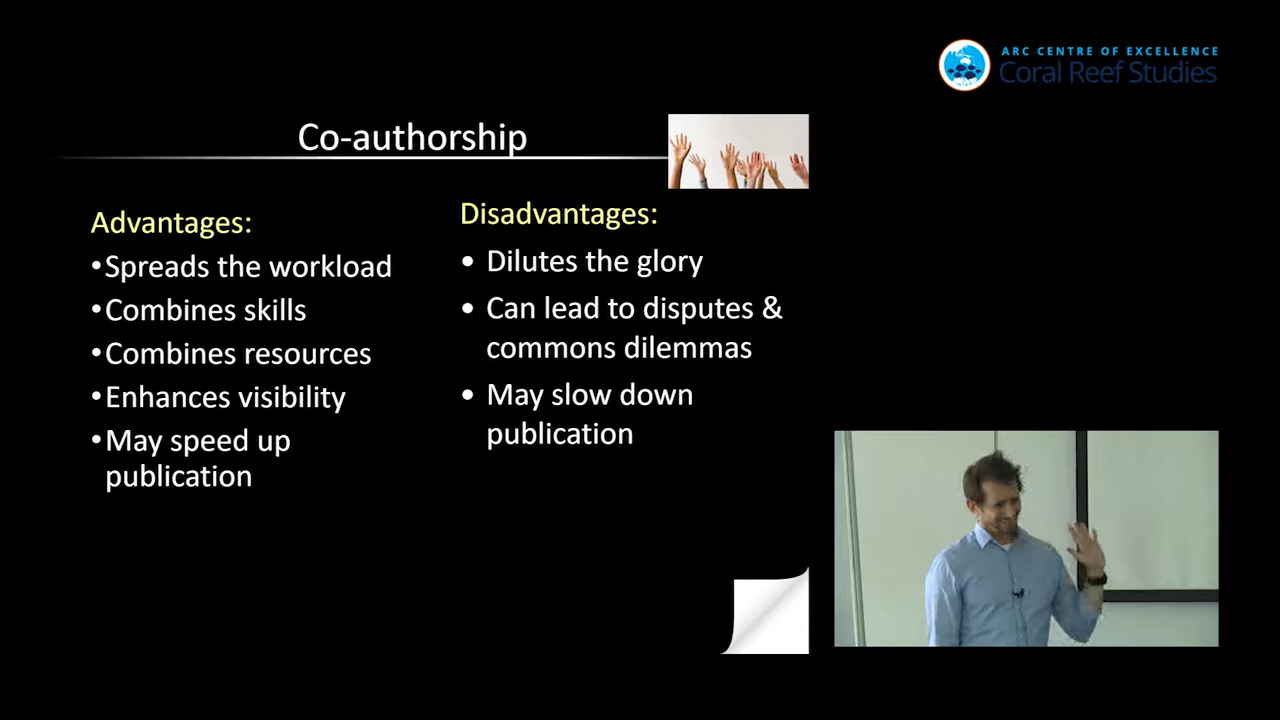 ARC CENTRE OF EXCELLENCE
Coral Reef Studies
Co-authorship
Advantages:
•Spreads the workload
•Combines skills
•Combines resources
•Enhances visibility
•May speed up
publication
Disadvantages:
• Dilutes the glory
• Can lead to disputes &
commons dilemmas
• May slow down
publication